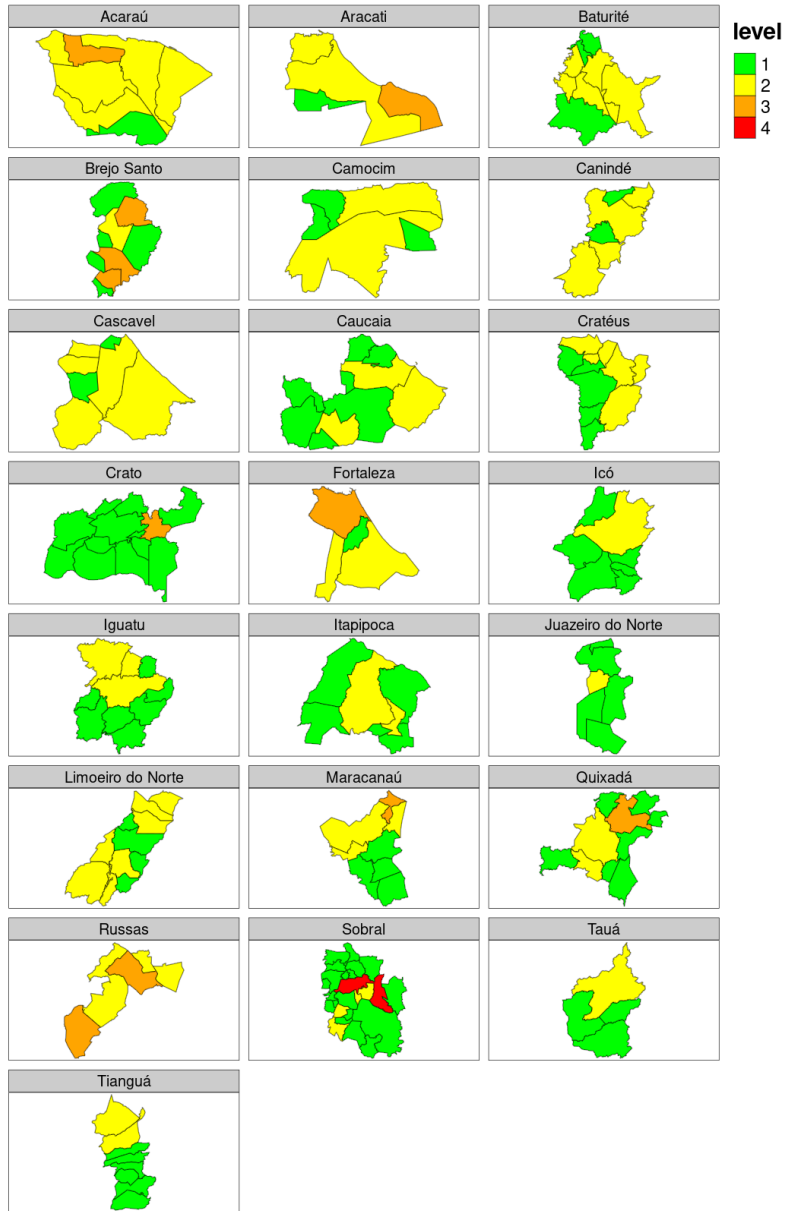 Acaraú
Aracati
Baturité
level
1
2
3
4
Brejo Santo
Camocim
Canindé
Cascavel
Caucaia
Cratéus
Crato
Fortaleza
Icó
Iguatu
Itapipoca
Juazeiro do Norte
Limoeiro do Norte
Maracanaú
Quixadá
Russas
Sobral
Tauá
Tianguá